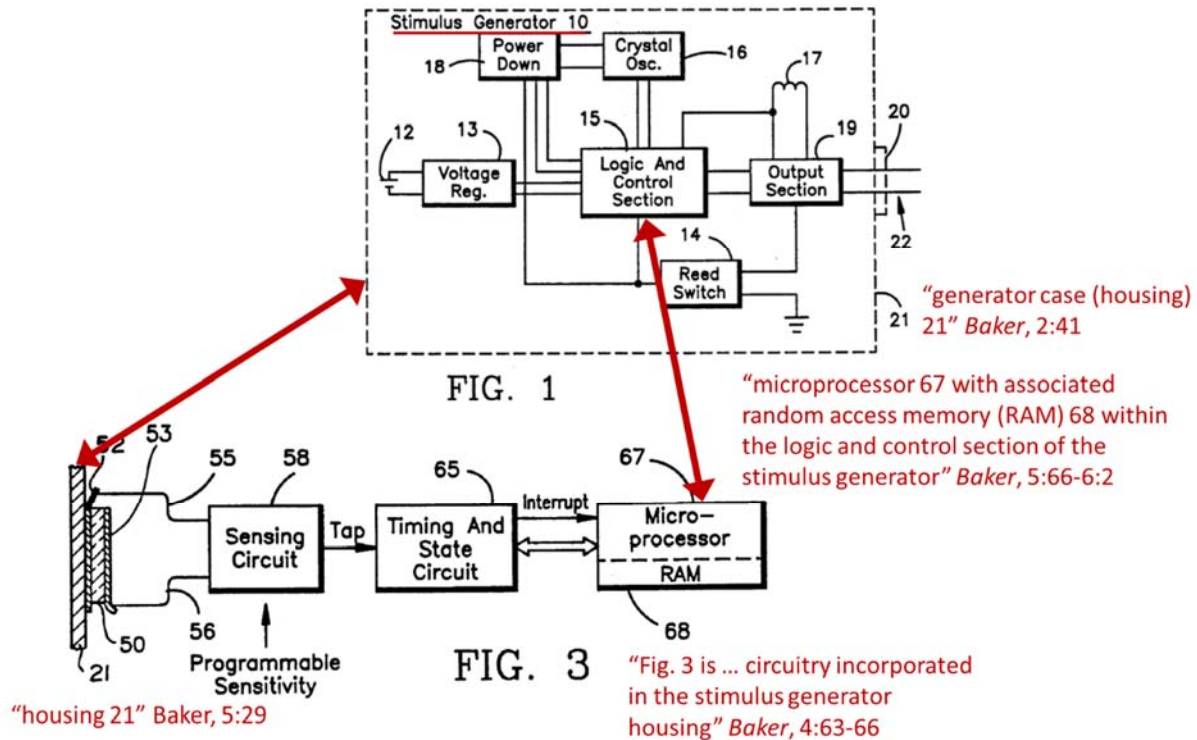 Stimulus Generator 10
Power
Down
18
Crystal
Osc.
16
17
12
13
15
19
20
Voltage
Reg.
Logic And
Control
Section
Output
Section
22
14
Reed
Switch
21
"generator case (housing)
21" Baker, 2:41
FIG. 1
"microprocessor 67 with associated
random access memory (RAM) 68 within
the logic and control section of the
stimulus generator" Baker, 5:66-6:2
52
53
55
58
65
67
Sensing
Circuit
Tap
Timing And
State
Circuit
Interrupt
Micro-
processor
RAM
50
56
68
21
Programmable
Sensitivity
FIG. 3
"Fig. 3 is ... circuitry incorporated
in the stimulus generator
housing" Baker, 4:63-66
"housing 21" Baker, 5:29